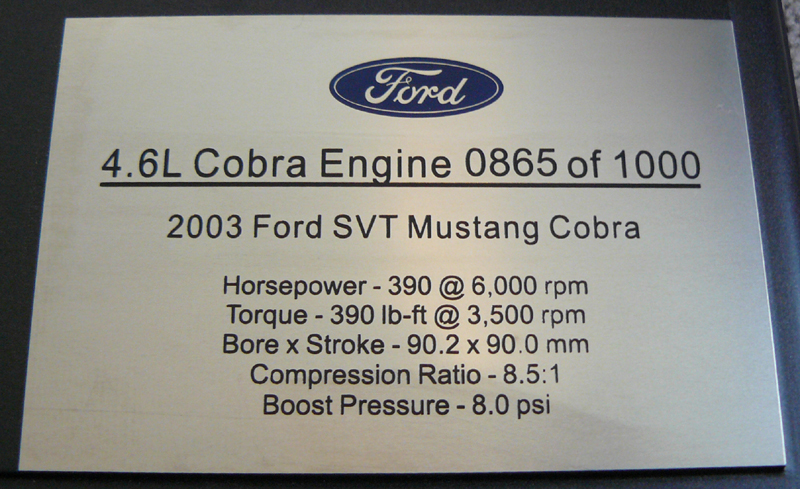 Ford
4.6L Cobra Engine 0865 of 1000
2003 Ford SVT Mustang Cobra
Horsepower - 390 @ 6,000 rpm
Torque - 390 lb-ft @ 3,500 rpm
Bore x Stroke - 90.2 x 90.0 mm
Compression Ratio - 8.5:1
Boost Pressure - 8.0 psi